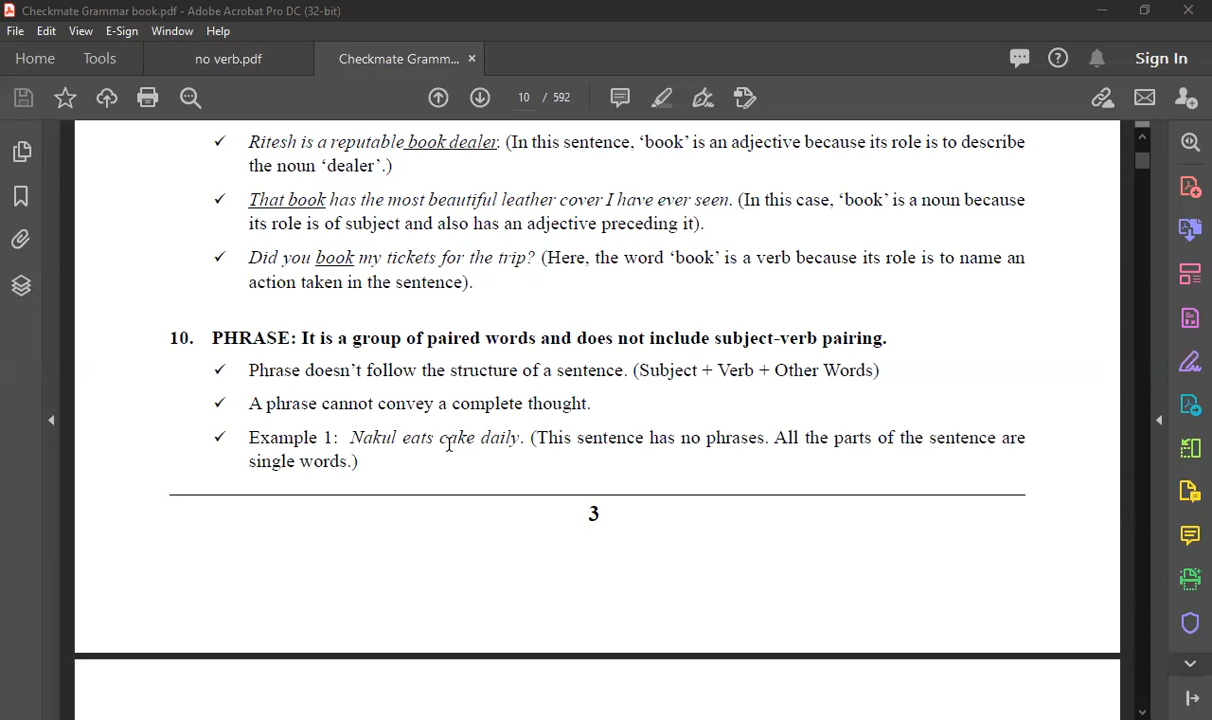 Checkmate Grammar book.pdf - Adobe Acrobat Pro DC (32-bit)
File Edit View E-Sign Window Help
Home Tools no verb.pdf Checkmate Gramm... ×
10 / 592
Sign In
✓ Ritesh is a reputable book dealer. (In this sentence, ‘book’ is an adjective because its role is to describe
the noun ‘dealer’.)
✓ That book has the most beautiful leather cover I have ever seen. (In this case, ‘book’ is a noun because
its role is of subject and also has an adjective preceding it).
✓ Did you book my tickets for the trip? (Here, the word ‘book’ is a verb because its role is to name an
action taken in the sentence).
10. PHRASE: It is a group of paired words and does not include subject-verb pairing.
✓ Phrase doesn’t follow the structure of a sentence. (Subject + Verb + Other Words)
✓ A phrase cannot convey a complete thought.
✓ Example 1: Nakul eats cake daily. (This sentence has no phrases. All the parts of the sentence are
single words.)
3